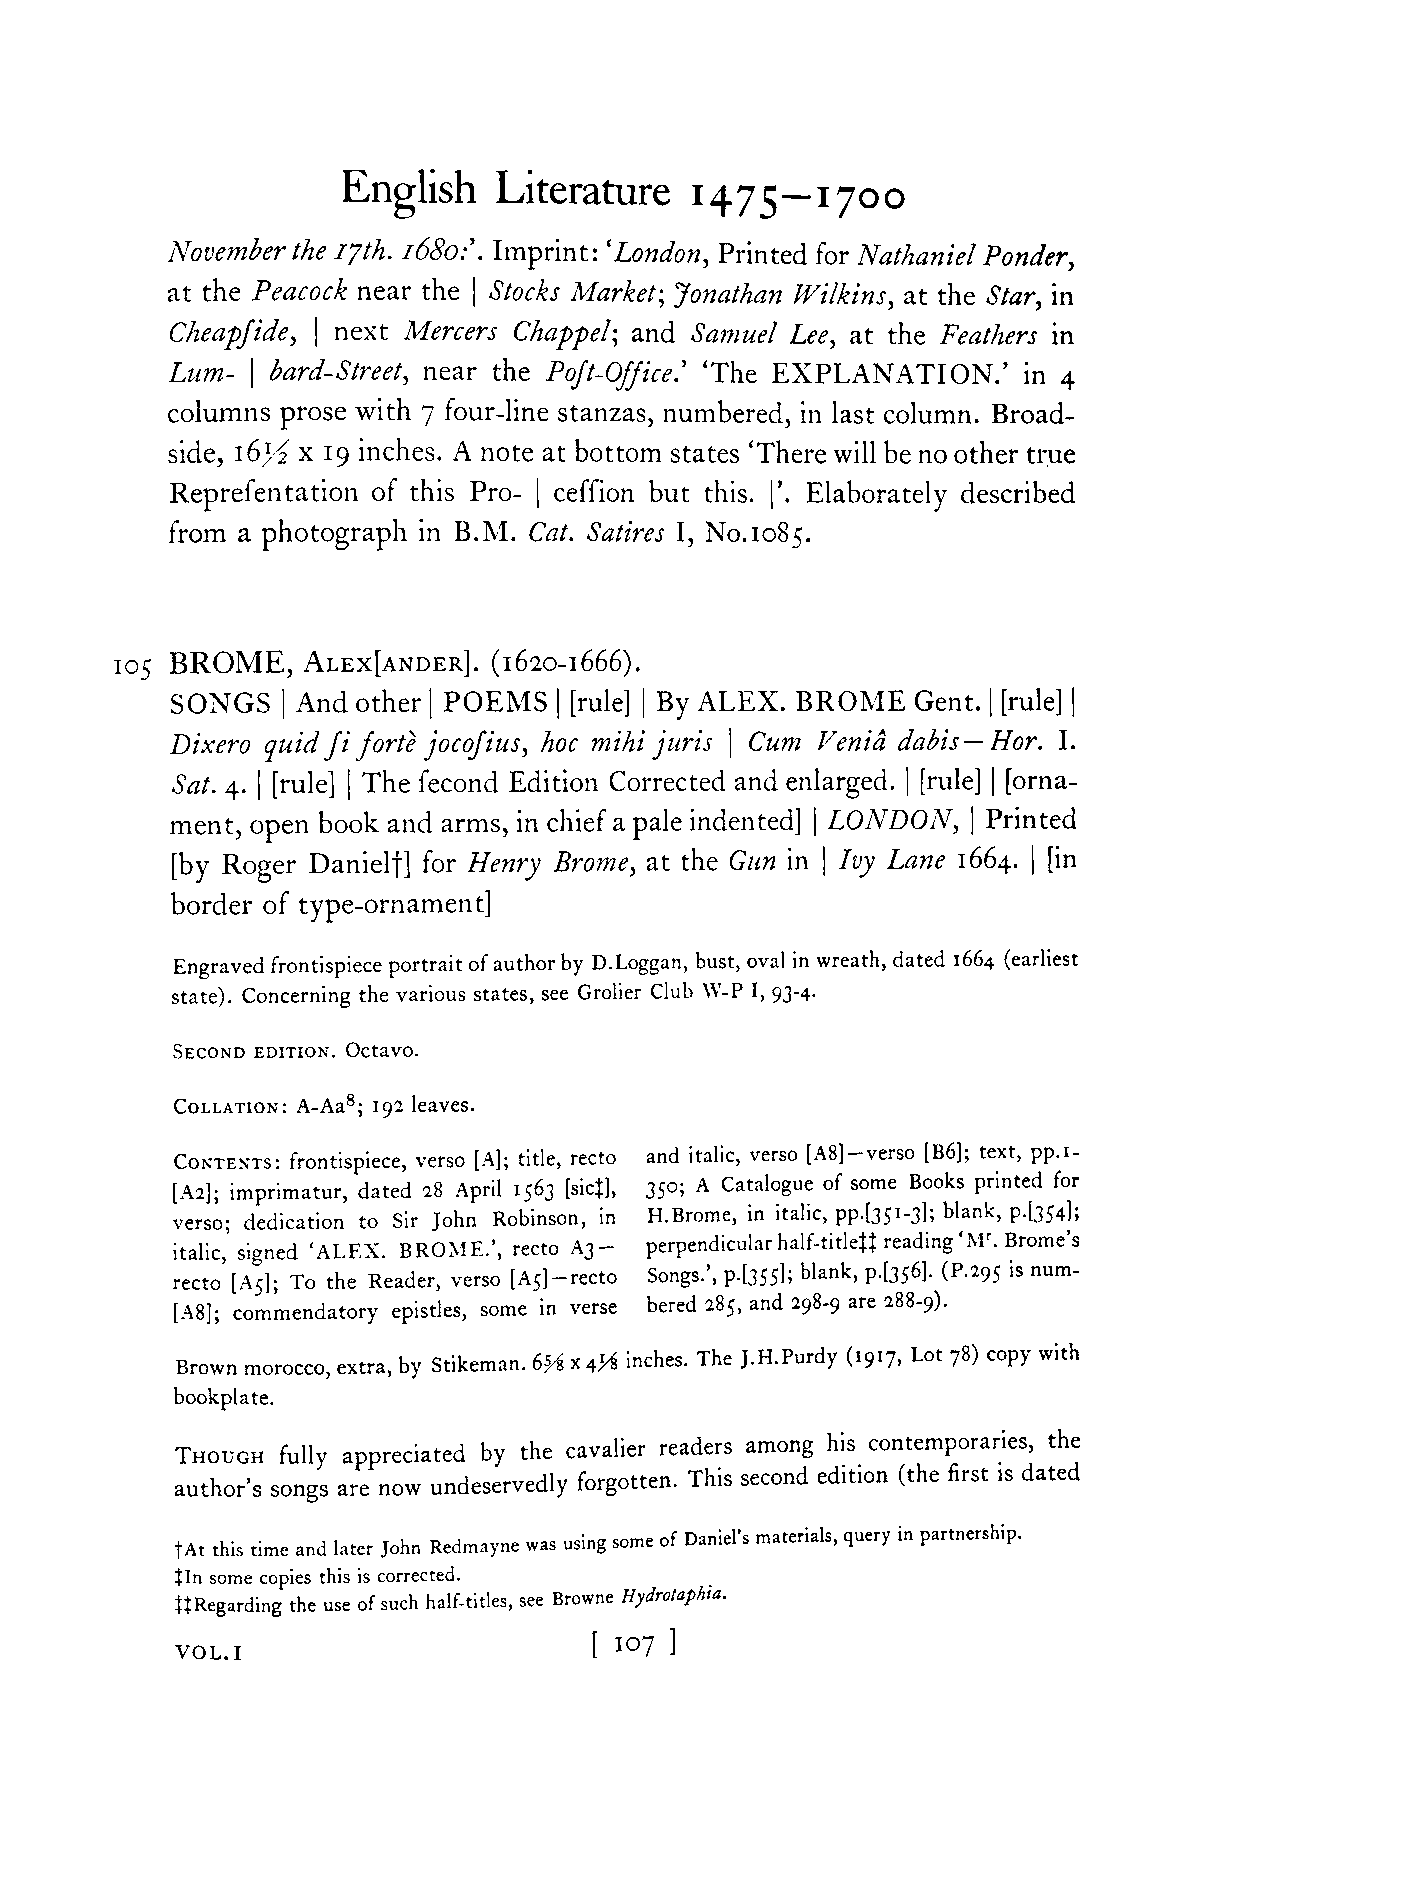 English Literature 1475–1700
November the 17th. 1680:’. Imprint: ‘London, Printed for Nathaniel Ponder,
at the Peacock near the | Stocks Market; Jonathan Wilkins, at the Star, in
Cheapſide, | next Mercers Chappel; and Samuel Lee, at the Feathers in
Lum- | bard-Street, near the Poſt-Office.’ ‘The EXPLANATION.’ in 4
columns prose with 7 four-line stanzas, numbered, in last column. Broad-
side, 16½ x 19 inches. A note at bottom states ‘There will be no other true
Repreſentation of this Pro- | ceſſion but this. |’. Elaborately described
from a photograph in B.M. Cat. Satires I, No.1085.
105 BROME, ALEX[ANDER]. (1620-1666).
SONGS | And other | POEMS | [rule] | By ALEX. BROME Gent. | [rule] |
Dixero quid ſi fortè jocoſius, hoc mihi juris | Cum Veniâ dabis—Hor. I.
Sat. 4. | [rule] | The ſecond Edition Corrected and enlarged. | [rule] | [orna-
ment, open book and arms, in chief a pale indented] | LONDON, | Printed
[by Roger Daniel†] for Henry Brome, at the Gun in | Ivy Lane 1664. | [in
border of type-ornament]
Engraved frontispiece portrait of author by D.Loggan, bust, oval in wreath, dated 1664 (earliest
state). Concerning the various states, see Grolier Club W-P I, 93-4.
SECOND EDITION. Octavo.
COLLATION: A-Aa⁸; 192 leaves.
CONTENTS: frontispiece, verso [A]; title, recto
[A2]; imprimatur, dated 28 April 1563 [sic‡],
verso; dedication to Sir John Robinson, in
italic, signed ‘ALEX. BROME.’, recto A3—
recto [A5]; To the Reader, verso [A5]—recto
[A8]; commendatory epistles, some in verse
and italic, verso [A8]—verso [B6]; text, pp.1-
350; A Catalogue of some Books printed for
H.Brome, in italic, pp.[351-3]; blank, p.[354];
perpendicular half-title‡‡ reading ‘Mʳ. Brome’s
Songs.’, p.[355]; blank, p.[356]. (P.295 is num-
bered 285, and 298-9 are 288-9).
Brown morocco, extra, by Stikeman. 6⅝ x 4⅛ inches. The J.H.Purdy (1917, Lot 78) copy with
bookplate.
THOUGH fully appreciated by the cavalier readers among his contemporaries, the
author’s songs are now undeservedly forgotten. This second edition (the first is dated
†At this time and later John Redmayne was using some of Daniel’s materials, query in partnership.
‡In some copies this is corrected.
‡‡Regarding the use of such half-titles, see Browne Hydrotaphia.
VOL.I [ 107 ]